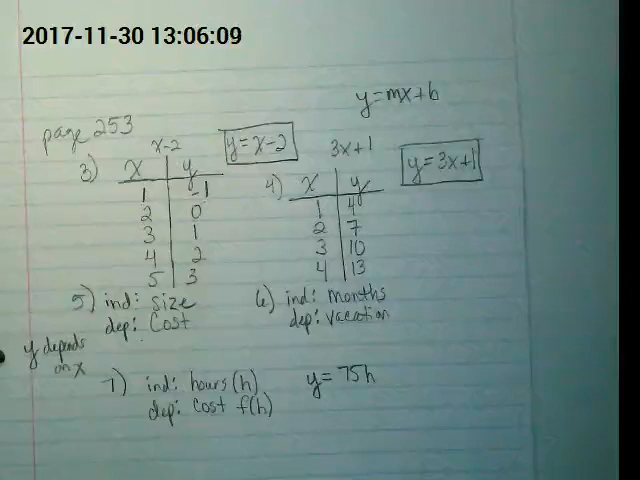 2017-11-30 13:06:09
y=mx+b
page 253
x-2
y=x-2
3x+1
y=3x+1
3) x y
1 -1
2 0
3 1
4 2
5 3
4) x y
1 4
2 7
3 10
4 13
5) ind: size
dep: Cost
6) ind: months
dep: vacation
y depends
on x
7) ind: hours (h)
dep: cost f(h)
y=75h